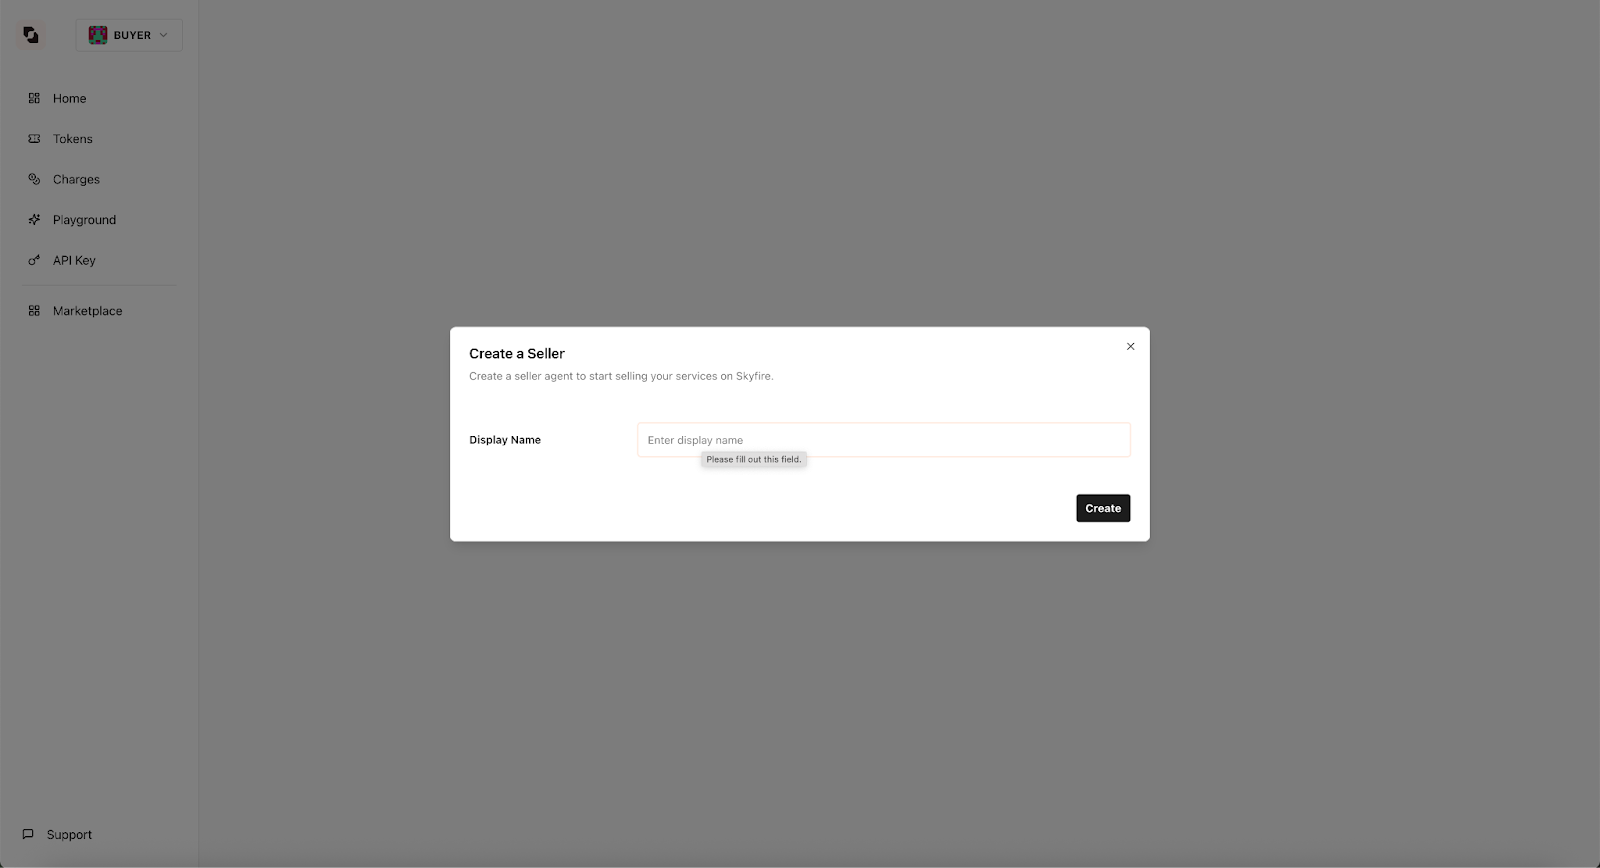 BUYER
Home
Tokens
Charges
Playground
API Key
Marketplace
Create a Seller
Create a seller agent to start selling your services on Skyfire.
Display Name
Enter display name
Please fill out this field.
Create
Support